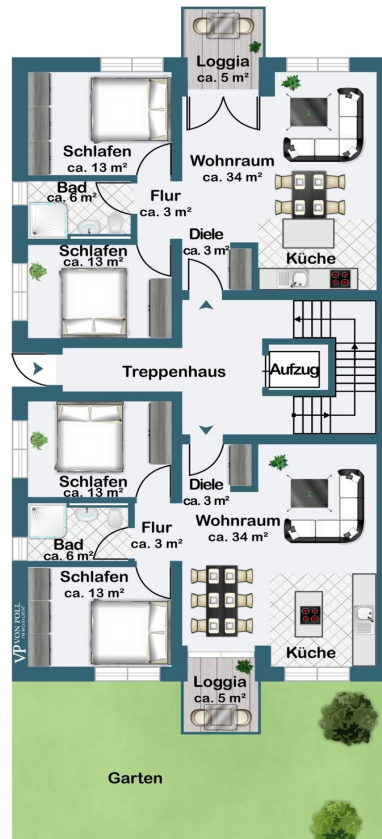 Loggia
ca. 5 m²
Schlafen
ca. 13 m²
Wohnraum
ca. 34 m²
Bad
ca. 6 m²
Flur
ca. 3 m²
Schlafen
ca. 13 m²
Diele
ca. 3 m²
Küche
Treppenhaus
Aufzug
Schlafen
ca. 13 m²
Diele
ca. 3 m²
Wohnraum
ca. 34 m²
Flur
ca. 3 m²
Bad
ca. 6 m²
Schlafen
ca. 13 m²
VP VON POLL
IMMOBILIEN
Küche
Loggia
ca. 5 m²
Garten